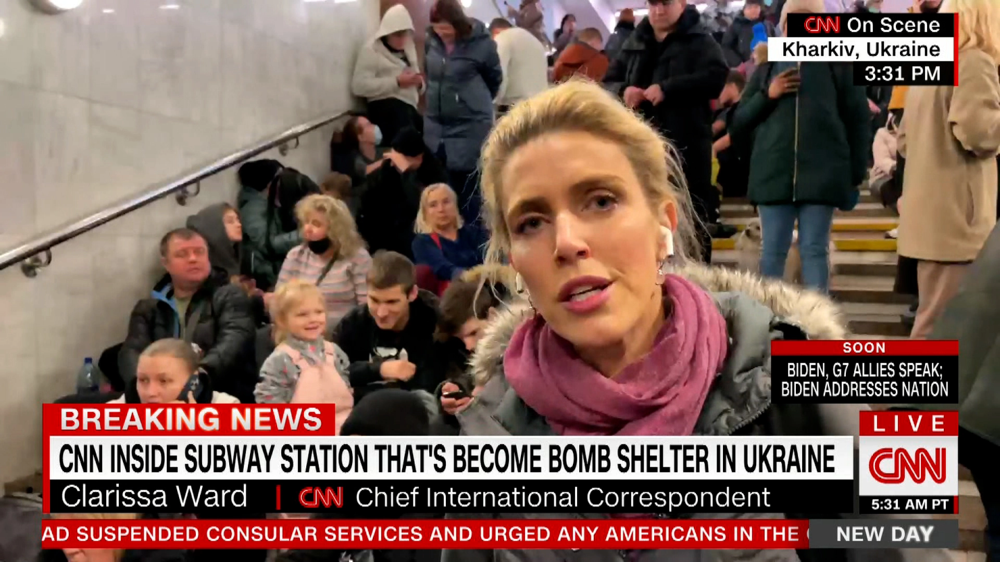 CNN On Scene
Kharkiv, Ukraine
3:31 PM
SOON
BIDEN, G7 ALLIES SPEAK;
BIDEN ADDRESSES NATION
BREAKING NEWS
LIVE
CNN INSIDE SUBWAY STATION THAT'S BECOME BOMB SHELTER IN UKRAINE
CNN
Clarissa Ward | CNN Chief International Correspondent
5:31 AM PT
AD SUSPENDED CONSULAR SERVICES AND URGED ANY AMERICANS IN THE
NEW DAY